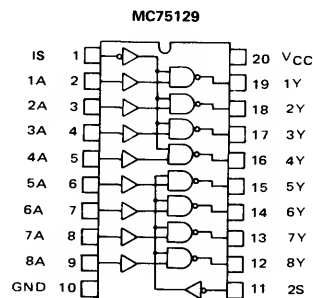 MC75129
IS 1 20 VCC
1A 2 19 1Y
2A 3 18 2Y
3A 4 17 3Y
4A 5 16 4Y
5A 6 15 5Y
6A 7 14 6Y
7A 8 13 7Y
8A 9 12 8Y
GND 10 11 2S